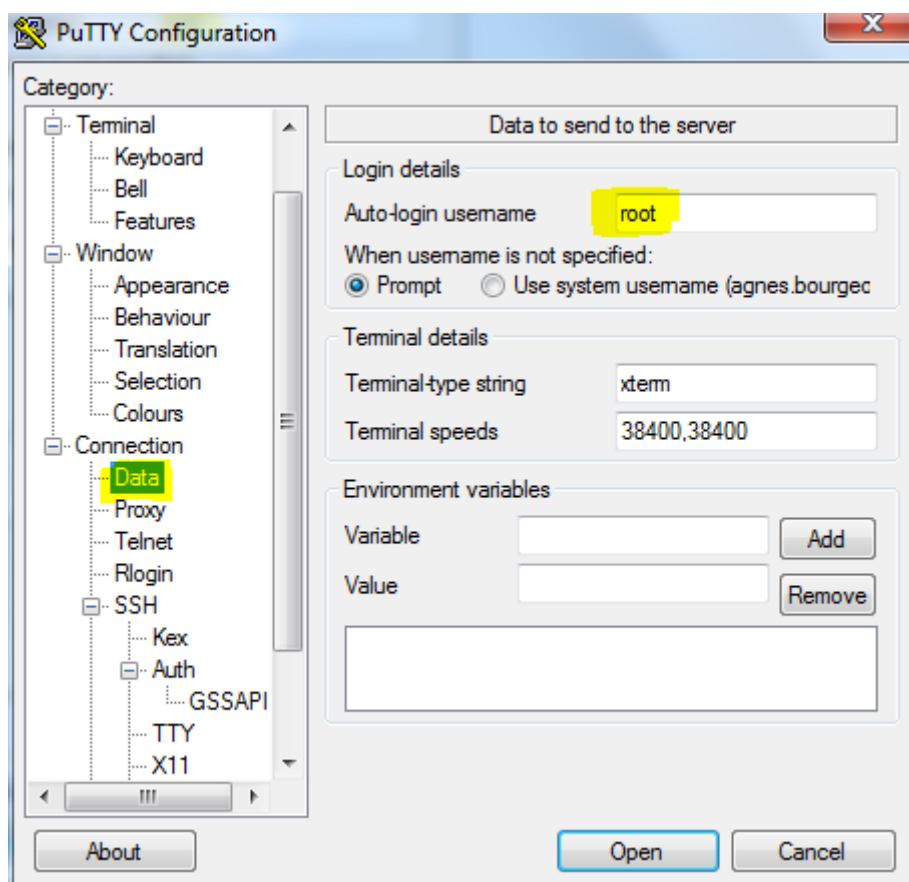 PuTTY Configuration
Category:
Terminal
Keyboard
Bell
Features
Window
Appearance
Behaviour
Translation
Selection
Colours
Connection
Data
Proxy
Telnet
Rlogin
SSH
Kex
Auth
GSSAPI
TTY
X11
Data to send to the server
Login details
Auto-login username root
When username is not specified:
Prompt Use system username (agnes.bourgec
Terminal details
Terminal-type string xterm
Terminal speeds 38400,38400
Environment variables
Variable Add
Value Remove
About Open Cancel